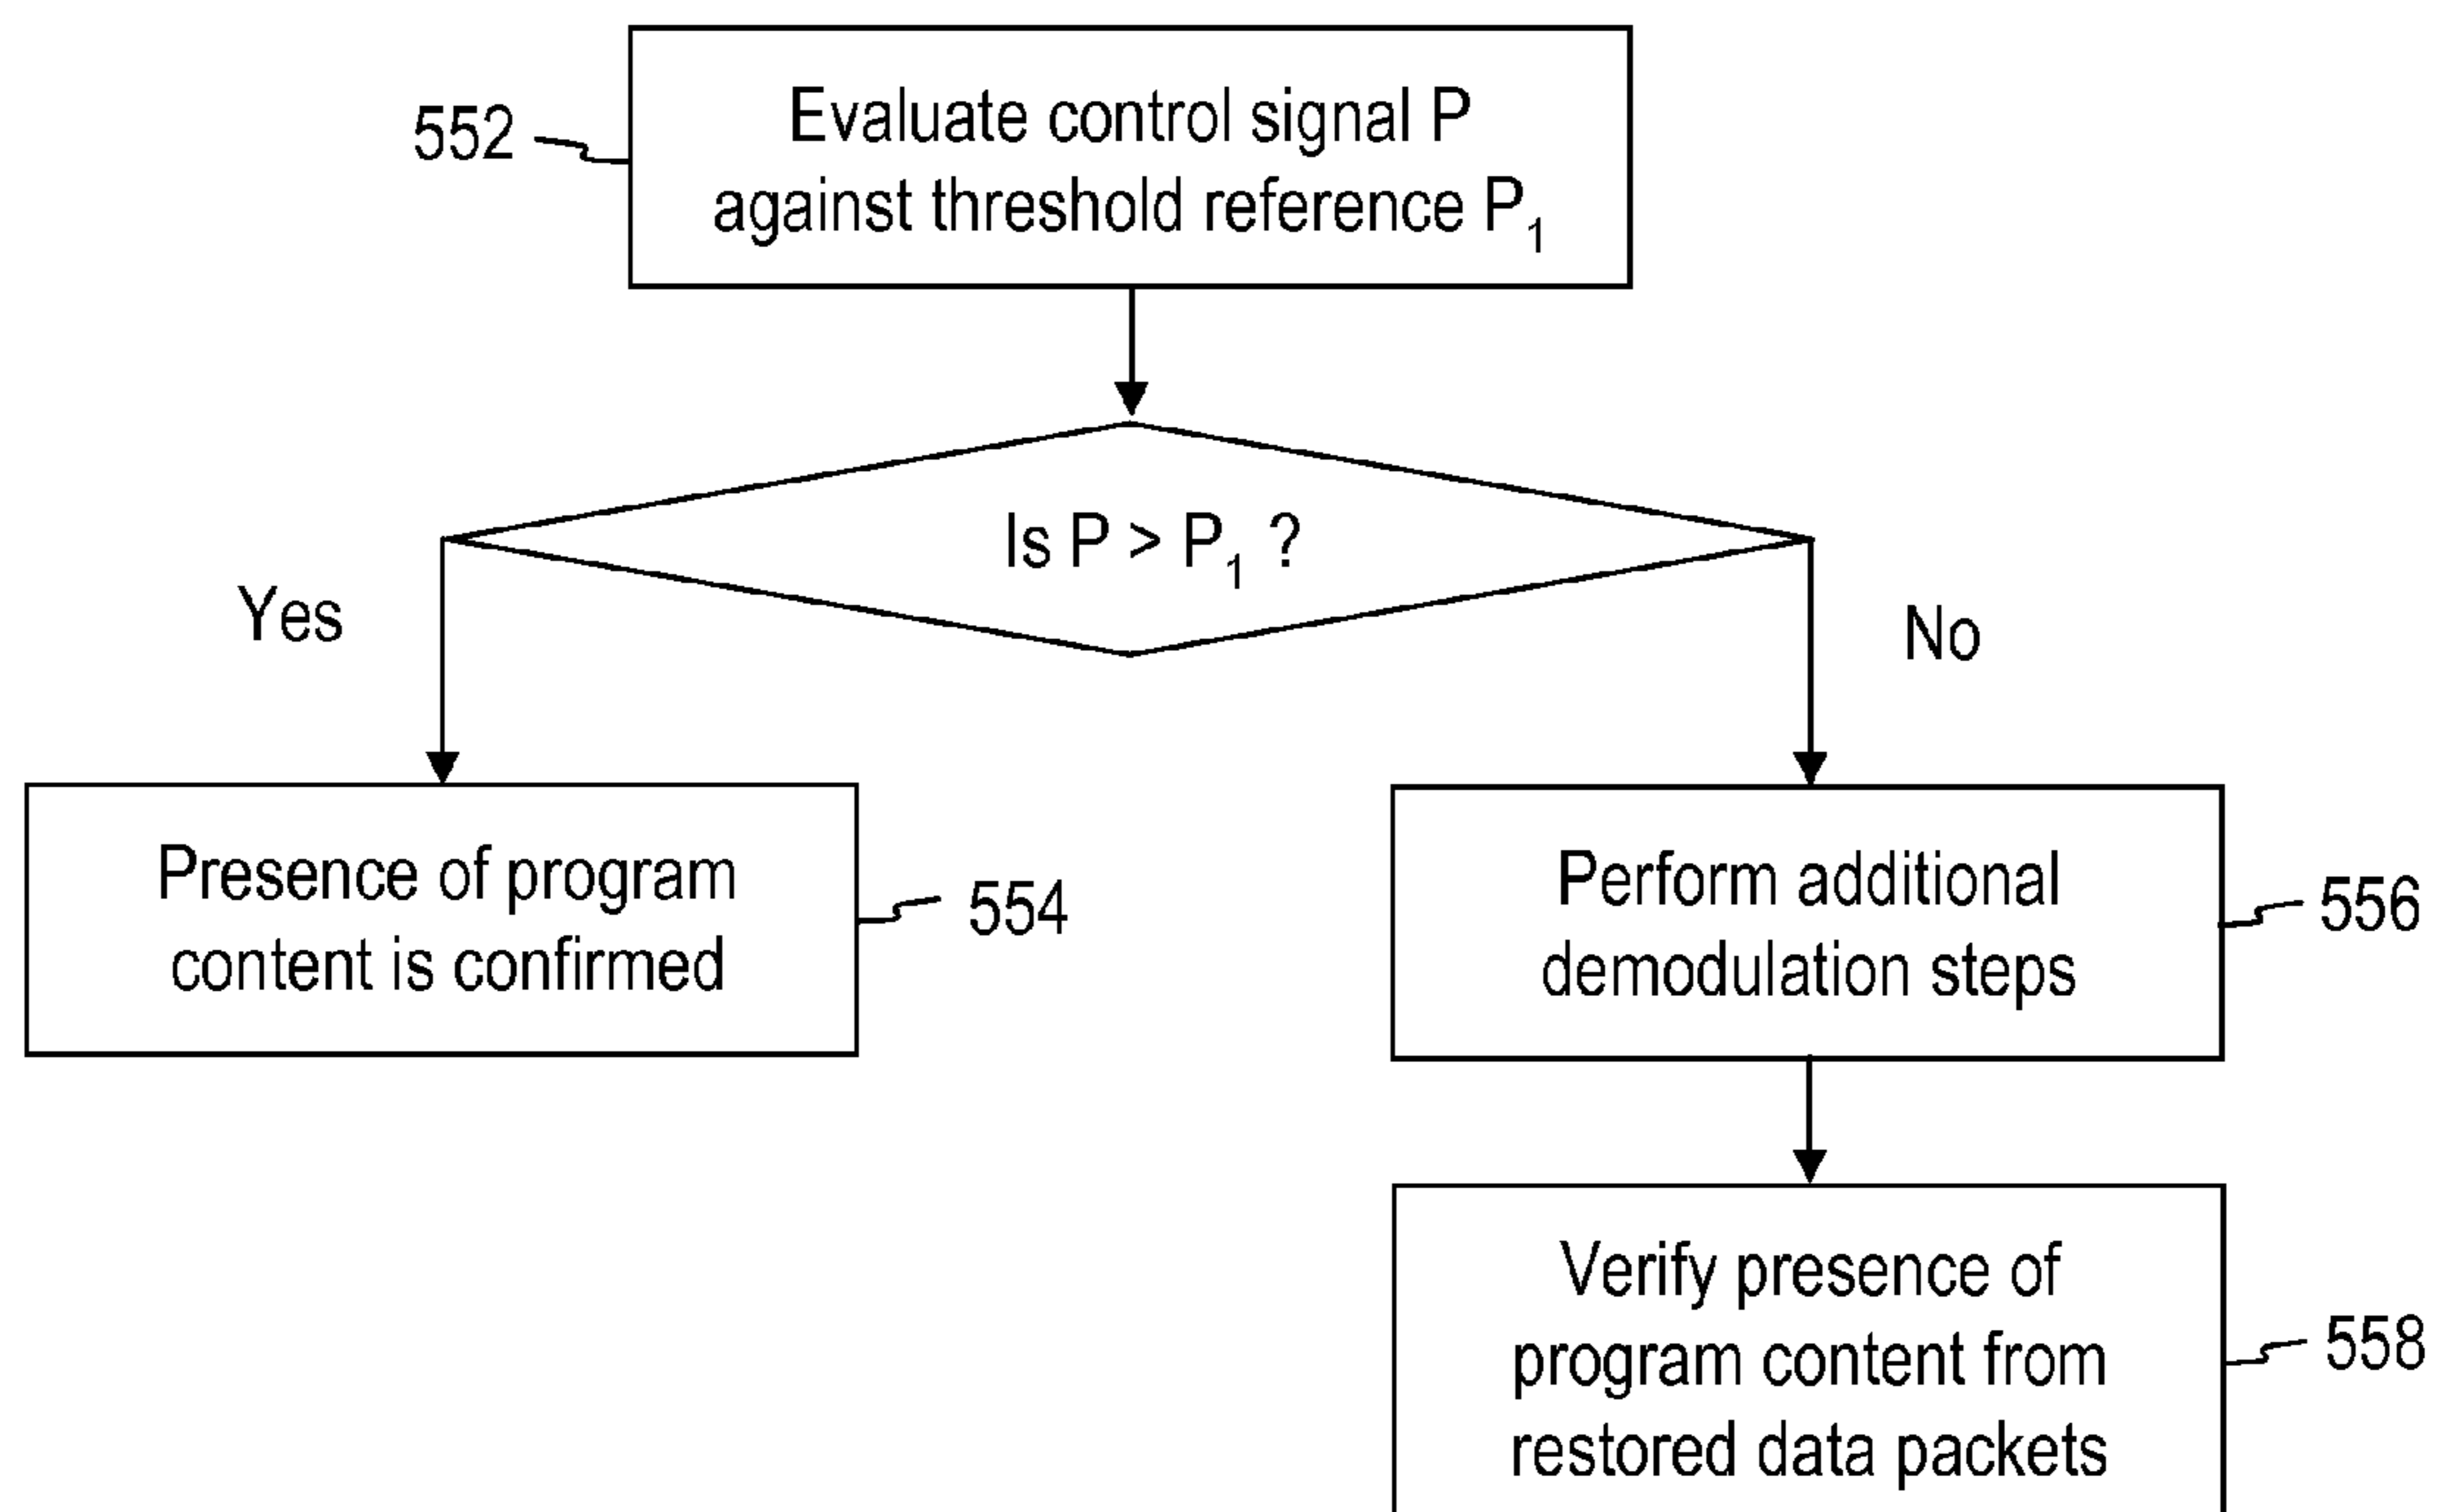 552
Evaluate control signal P
against threshold reference P₁
Is P > P₁ ?
Yes
No
Presence of program
content is confirmed
554
Perform additional
demodulation steps
556
Verify presence of
program content from
restored data packets
558